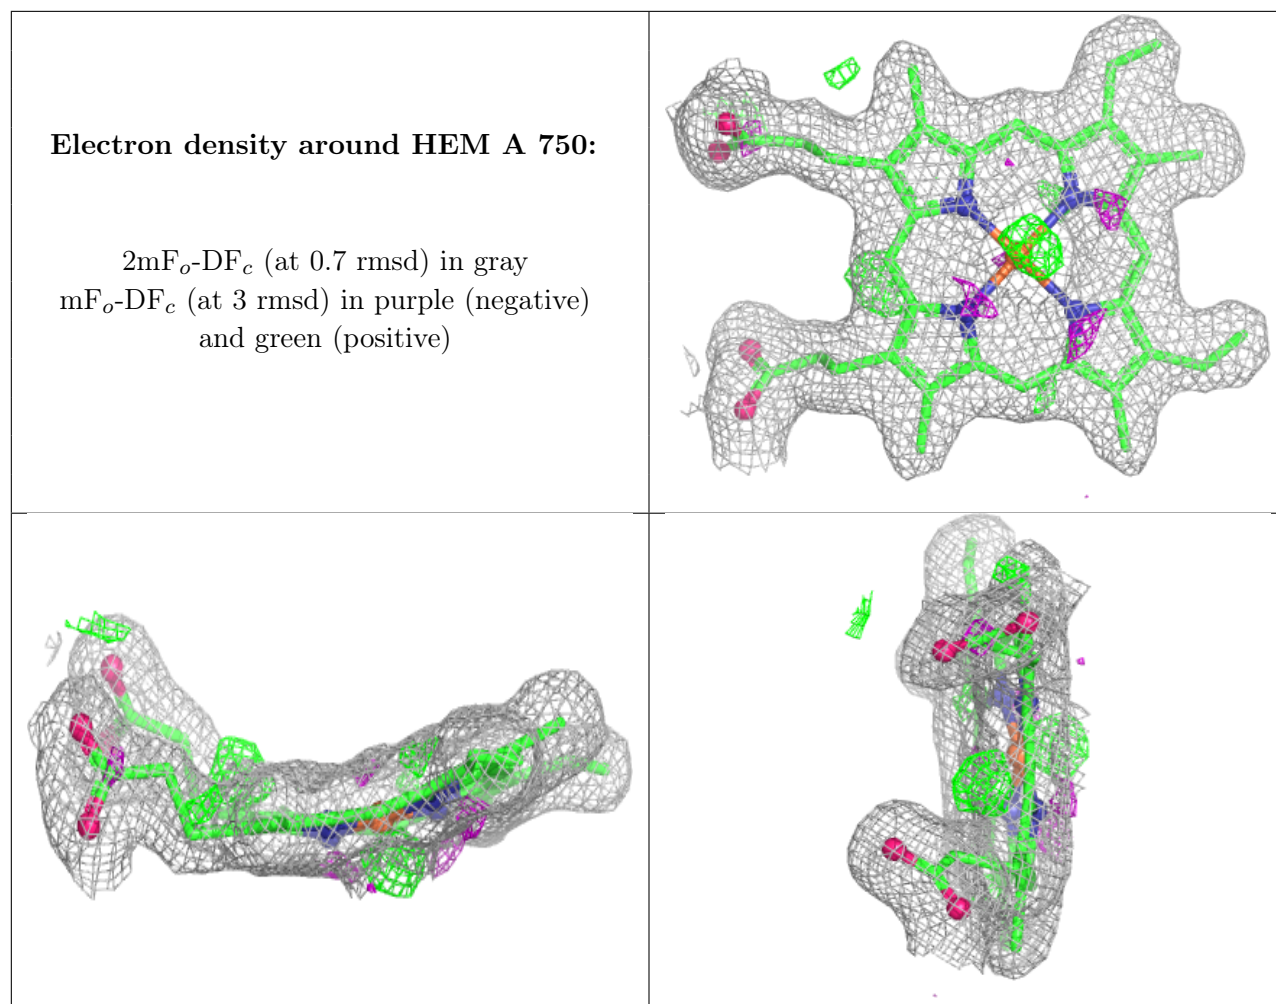 Electron density around HEM A 750:
2mFo-DFc (at 0.7 rmsd) in gray
mFo-DFc (at 3 rmsd) in purple (negative)
and green (positive)